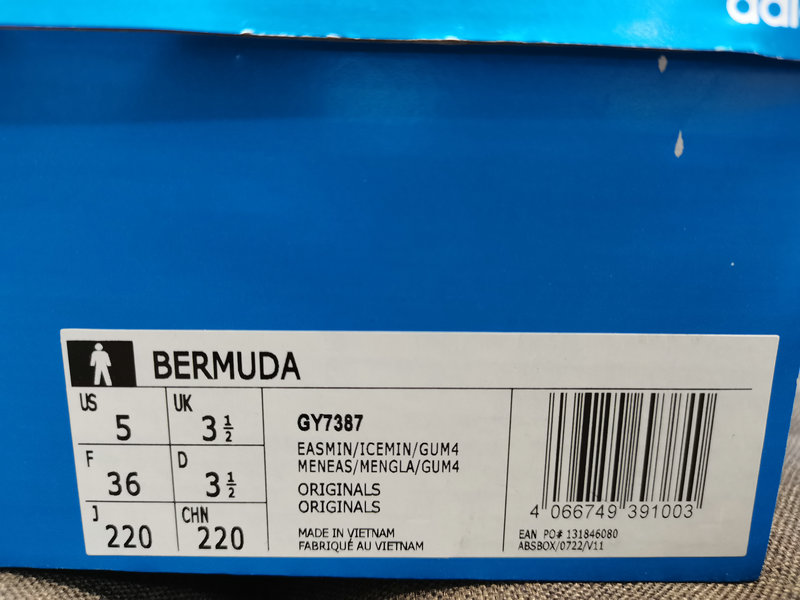 adi
BERMUDA
US 5 UK 3 1/2
F 36 D 3 1/2
J 220 CHN 220
GY7387
EASMIN/ICEMIN/GUM4
MENEAS/MENGLA/GUM4
ORIGINALS
ORIGINALS
MADE IN VIETNAM
FABRIQUÉ AU VIETNAM
4 066749 391003
EAN PO# 131846080
ABSBOX/0722/V11